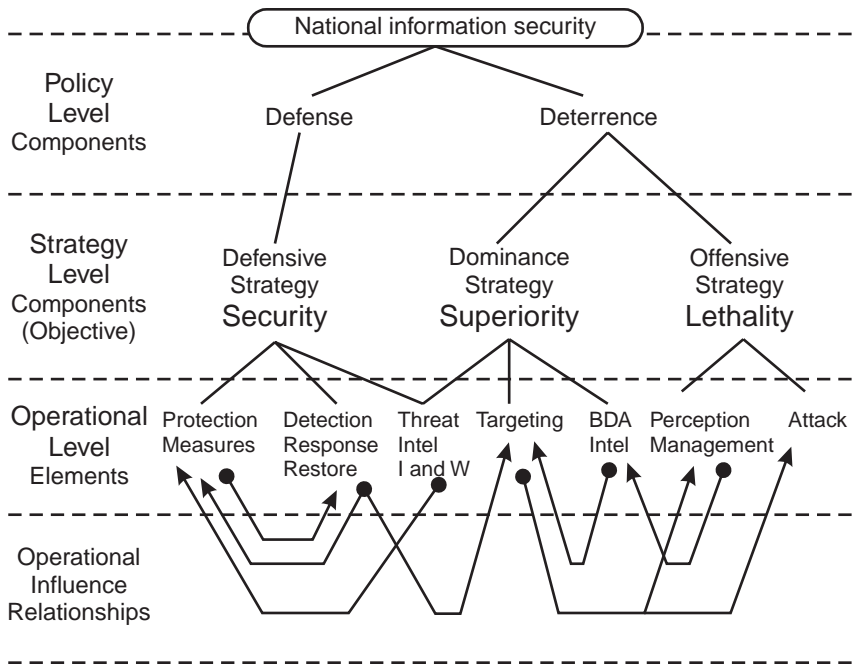 National information security
Policy
Level
Components
Defense
Deterrence
Strategy
Level
Components
(Objective)
Defensive
Strategy
Security
Dominance
Strategy
Superiority
Offensive
Strategy
Lethality
Operational
Level
Elements
Protection
Measures
Detection
Response
Restore
Threat
Intel
I and W
Targeting
BDA
Intel
Perception
Management
Attack
Operational
Influence
Relationships